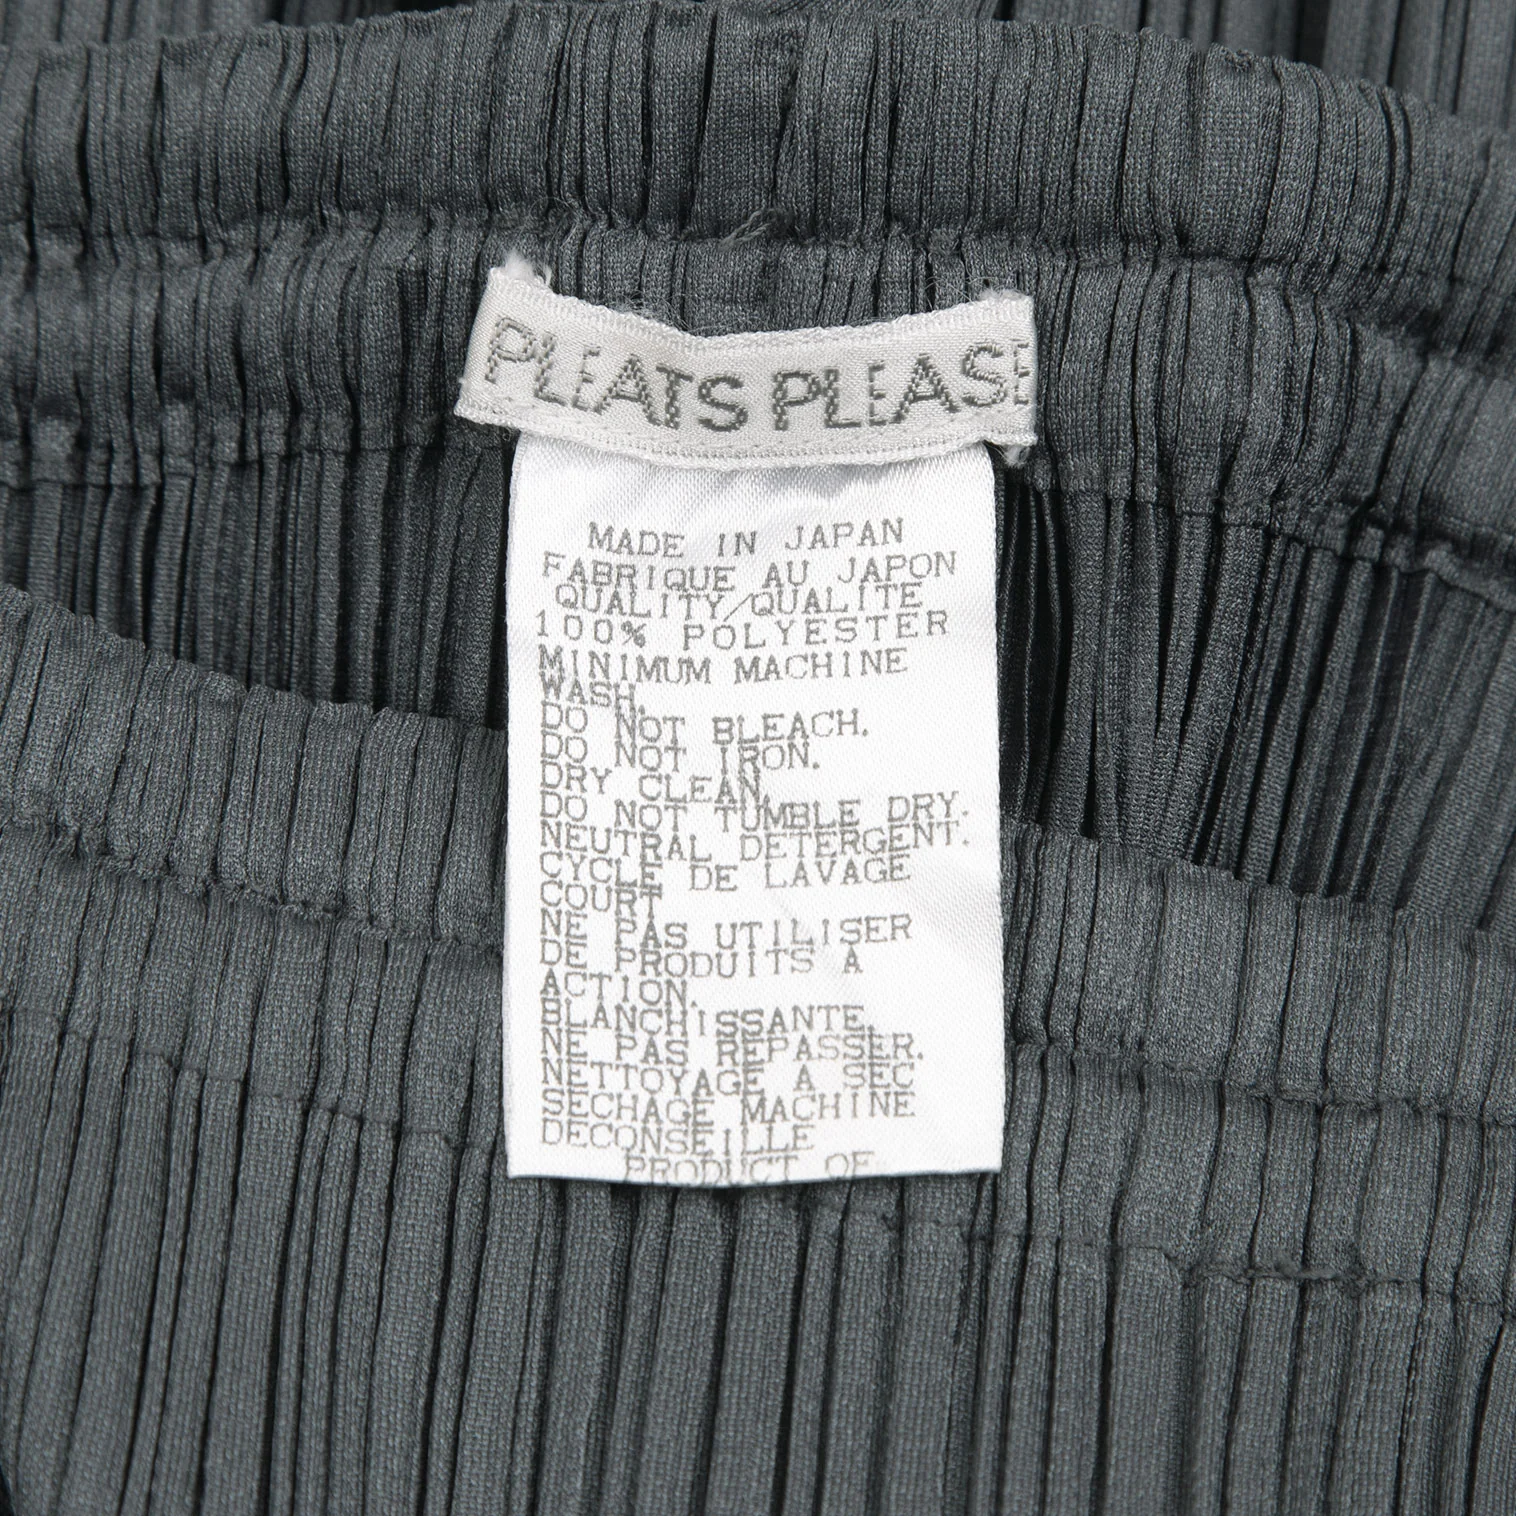 PLEATS PLEASE
MADE IN JAPAN
FABRIQUE AU JAPON
QUALITY/QUALITE
100% POLYESTER
MINIMUM MACHINE
WASH.
DO NOT BLEACH.
DO NOT IRON.
DRY CLEAN.
DO NOT TUMBLE DRY.
NEUTRAL DETERGENT.
CYCLE DE LAVAGE
COURT
NE PAS UTILISER
DE PRODUITS A
ACTION.
BLANCHISSANTE.
NE PAS REPASSER.
NETTOYAGE A SEC
SECHAGE MACHINE
DECONSEILLE
PRODUCT OF